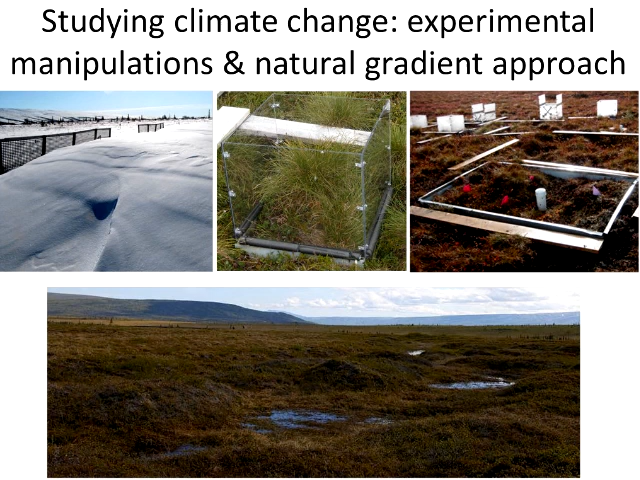 Studying climate change: experimental
manipulations & natural gradient approach